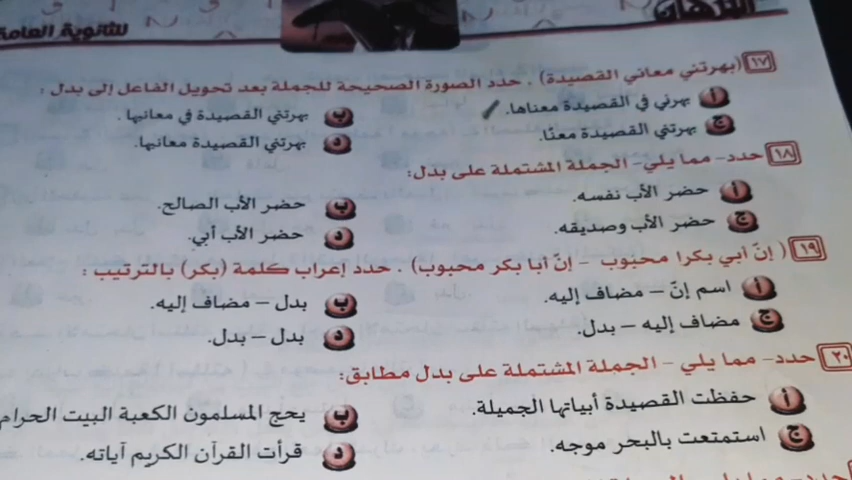 للثانوية العامة
١٧ (بهرتني معاني القصيدة) . حدد الصورة الصحيحة للجملة بعد تحويل الفاعل إلى بدل :
أ بهرني في القصيدة معناها. ب بهرتني القصيدة في معانيها .
ج بهرتني القصيدة معنًا. د بهرتني القصيدة معانيها.
١٨ حدد- مما يلي- الجملة المشتملة على بدل:
أ حضر الأب نفسه. ب حضر الأب الصالح.
ج حضر الأب وصديقه. د حضر الأب أبي.
١٩ ( إنّ أبي بكرا محبوب - إنّ أبا بكر محبوب) . حدد إعراب كلمة (بكر) بالترتيب :
أ اسم إنّ – مضاف إليه. ب بدل – مضاف إليه.
ج مضاف إليه – بدل. د بدل – بدل.
٢٠ حدد- مما يلي - الجملة المشتملة على بدل مطابق:
أ حفظت القصيدة أبياتها الجميلة. ب يحج المسلمون الكعبة البيت الحرام
ج استمتعت بالبحر موجه. د قرأت القرآن الكريم آياته.